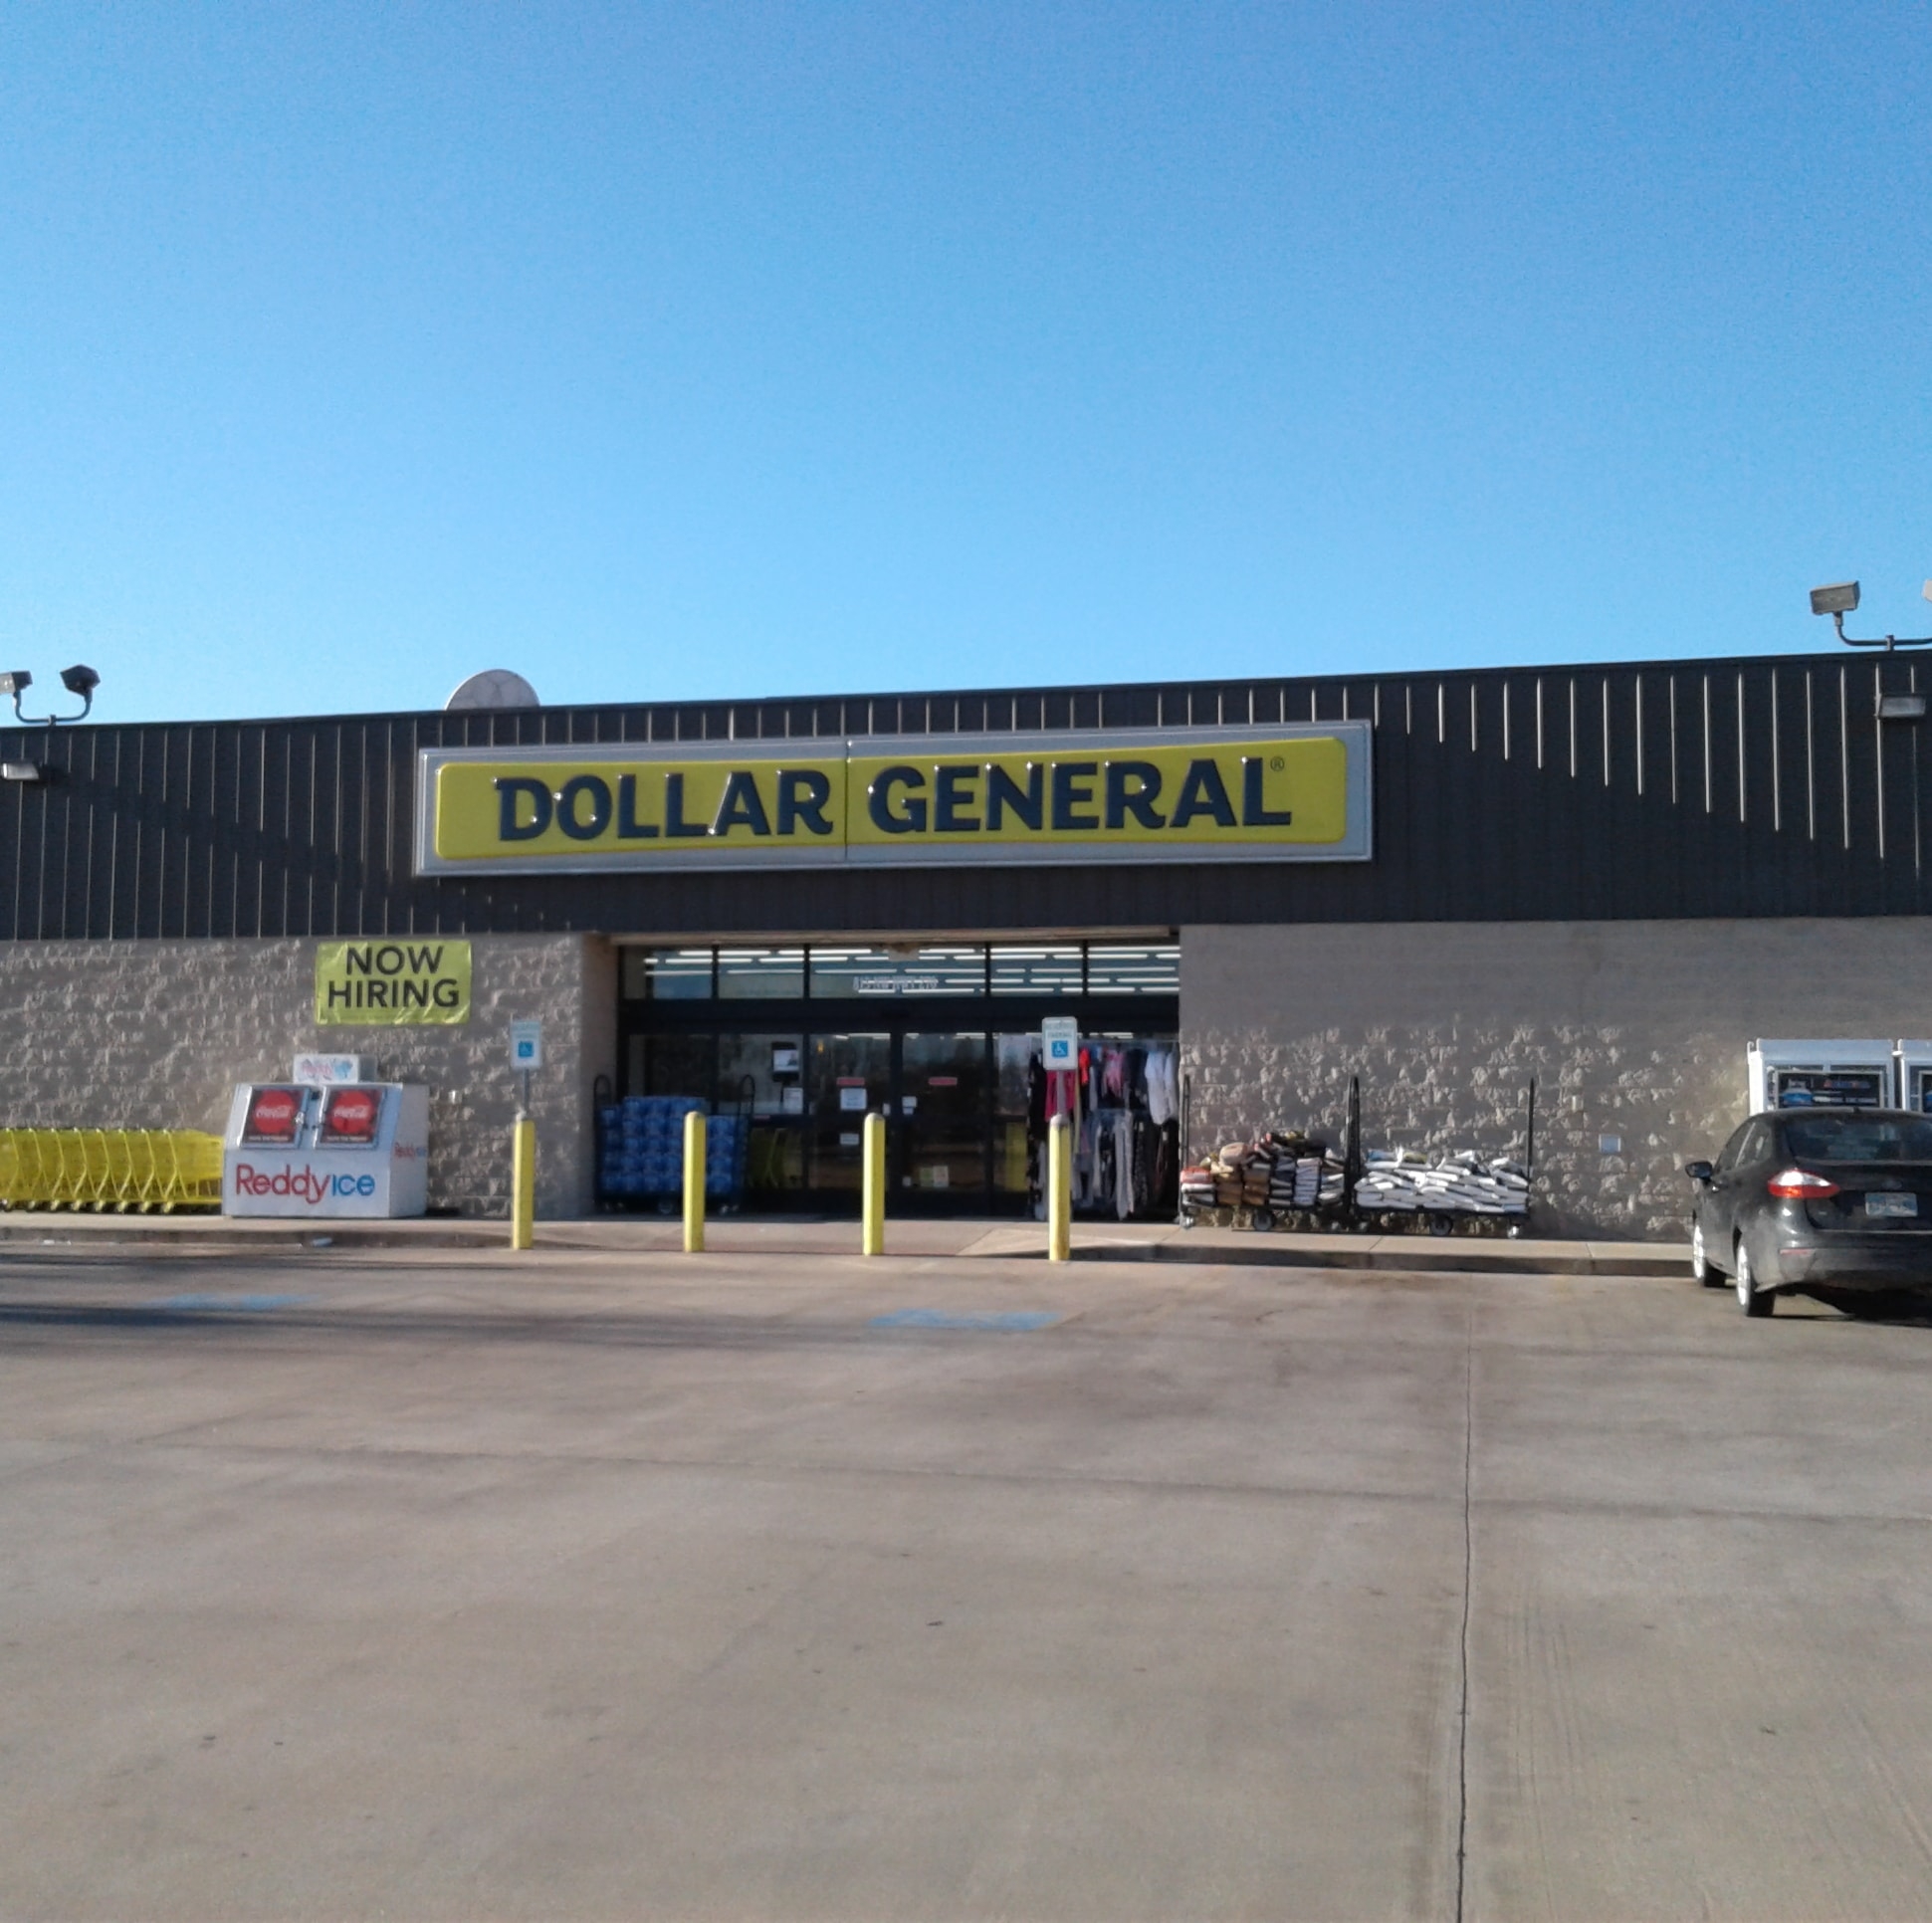 DOLLAR GENERAL®
NOW
HIRING
Coca-Cola
Coca-Cola
Reddy ice